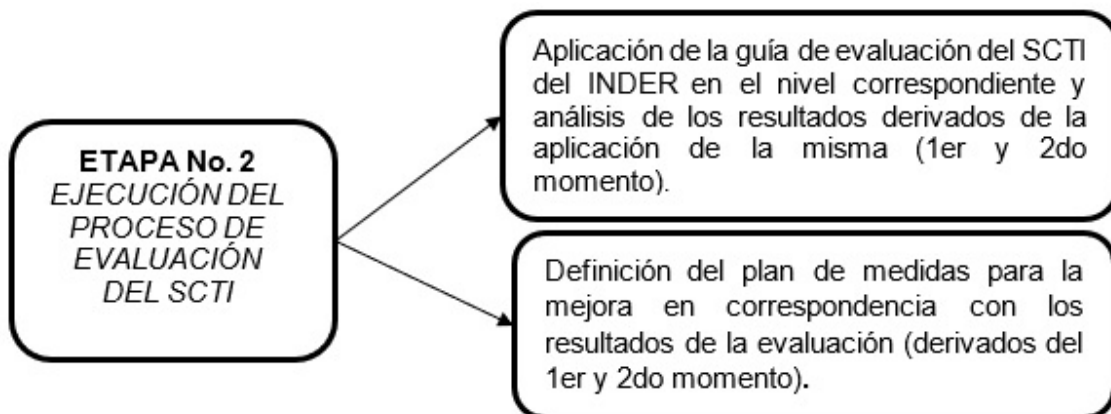 ETAPA No. 2
EJECUCIÓN DEL
PROCESO DE
EVALUACIÓN
DEL SCTI
Aplicación de la guía de evaluación del SCTI
del INDER en el nivel correspondiente y
análisis de los resultados derivados de la
aplicación de la misma (1er y 2do
momento).
Definición del plan de medidas para la
mejora en correspondencia con los
resultados de la evaluación (derivados del
1er y 2do momento).